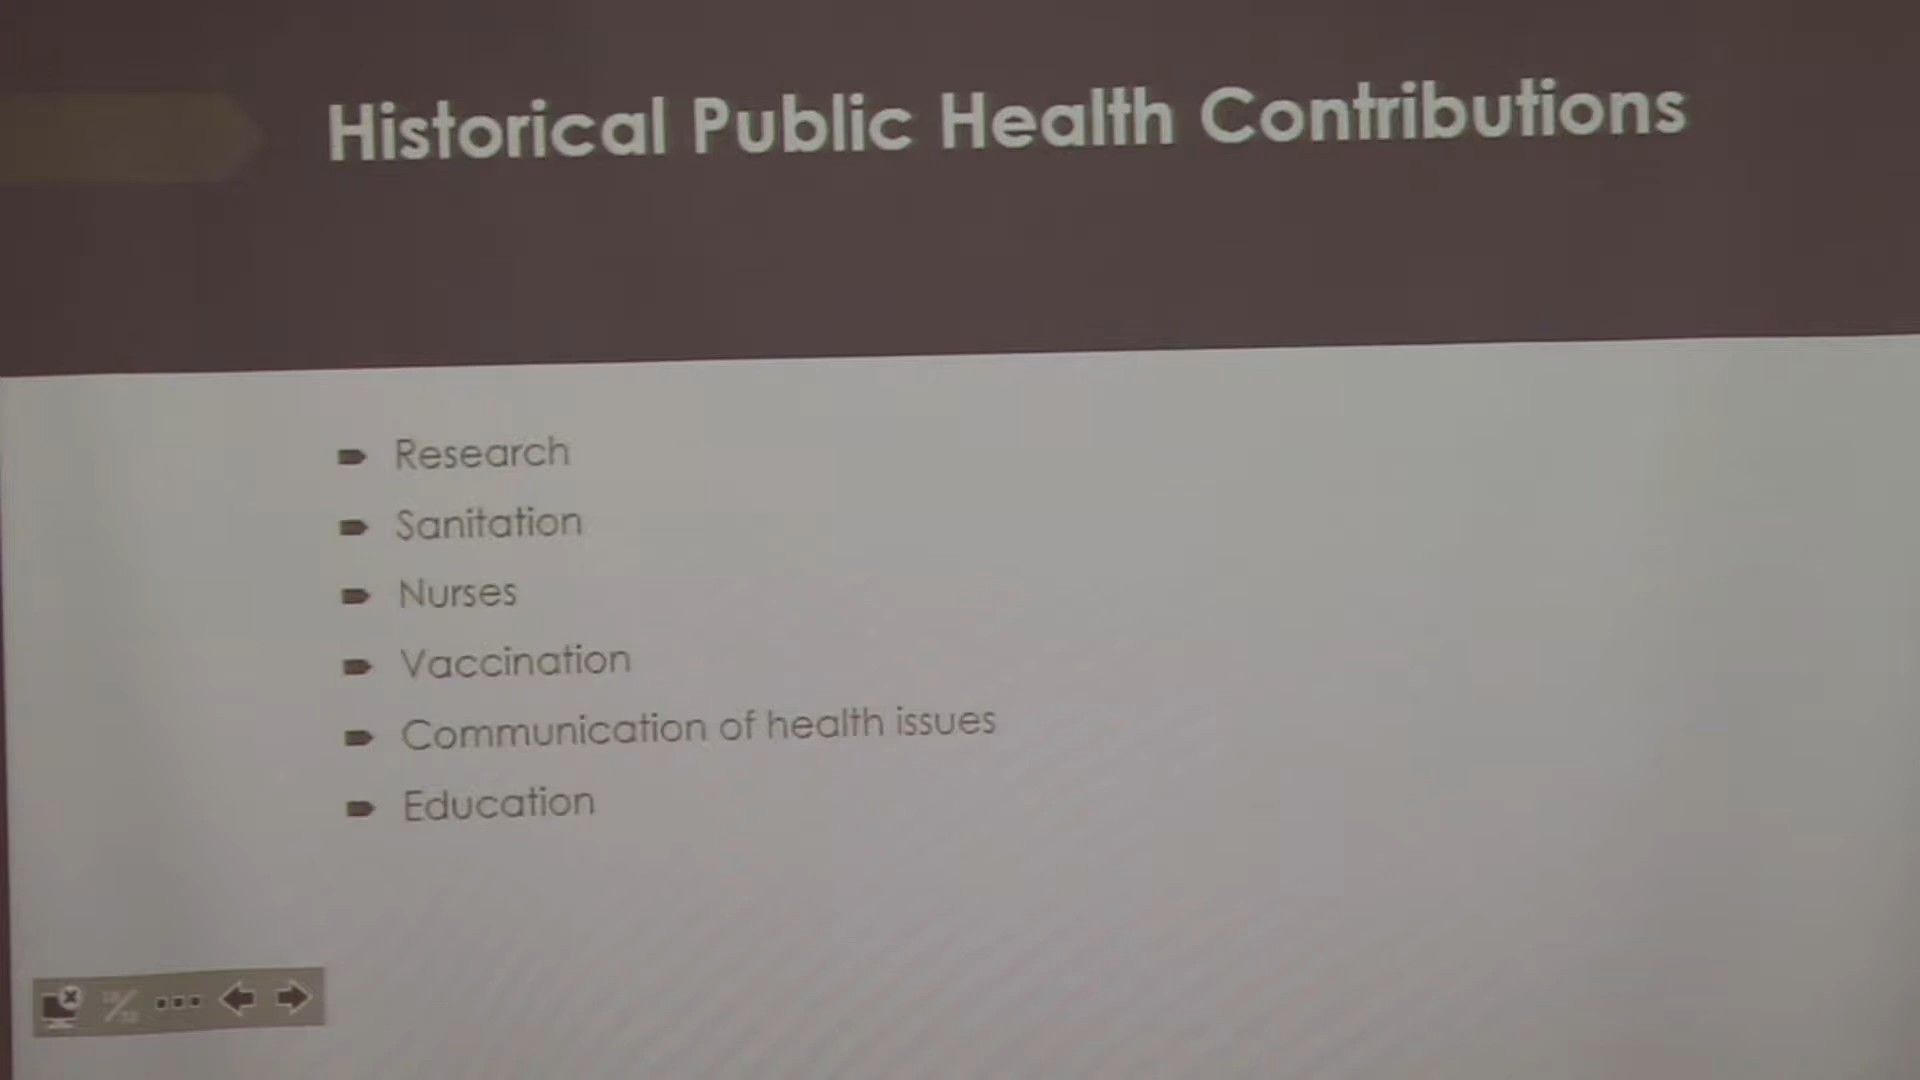 Historical Public Health Contributions
Research
Sanitation
Nurses
Vaccination
Communication of health issues
Education